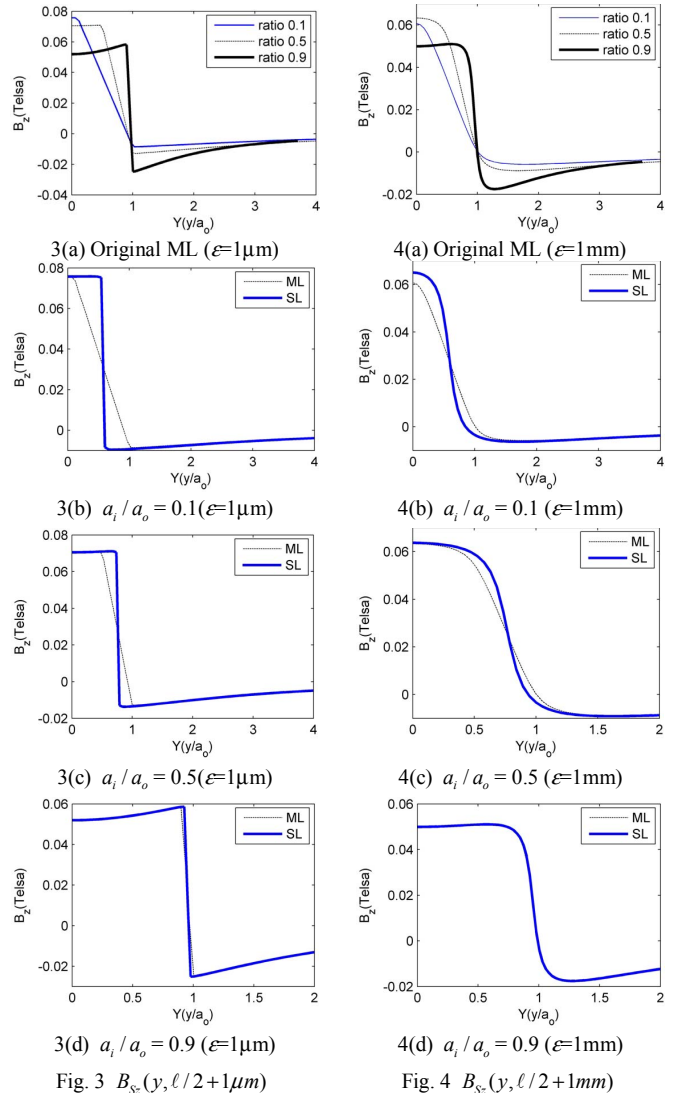 B_z(Telsa)
0.08
0.06
0.04
0.02
0
-0.02
-0.04
0 1 2 3 4
Y(y/a_o)
ratio 0.1
ratio 0.5
ratio 0.9
3(a) Original ML (ε=1μm)
B_z(Telsa)
0.06
0.04
0.02
0
-0.02
0 1 2 3 4
Y(y/a_o)
ratio 0.1
ratio 0.5
ratio 0.9
4(a) Original ML (ε=1mm)
B_z(Telsa)
0.08
0.06
0.04
0.02
0
0 1 2 3 4
Y(y/a_o)
ML
SL
3(b) a_i / a_o = 0.1(ε=1μm)
B_z(Telsa)
0.06
0.04
0.02
0
0 1 2 3 4
Y(y/a_o)
ML
SL
4(b) a_i / a_o = 0.1 (ε=1mm)
B_z(Telsa)
0.08
0.06
0.04
0.02
0
-0.02
0 1 2 3 4
Y(y/a_o)
ML
SL
3(c) a_i / a_o = 0.5(ε=1μm)
B_z(Telsa)
0.06
0.04
0.02
0
0 0.5 1 1.5 2
Y(y/a_o)
ML
SL
4(c) a_i / a_o = 0.5 (ε=1mm)
B_z(Telsa)
0.06
0.04
0.02
0
-0.02
0 0.5 1 1.5 2
Y(y/a_o)
ML
SL
3(d) a_i / a_o = 0.9 (ε=1μm)
B_z(Telsa)
0.06
0.04
0.02
0
-0.02
0 0.5 1 1.5 2
Y(y/a_o)
ML
SL
4(d) a_i / a_o = 0.9 (ε=1mm)
Fig. 3 B_Sz(y,ℓ/2+1μm)
Fig. 4 B_Sz(y,ℓ/2+1mm)